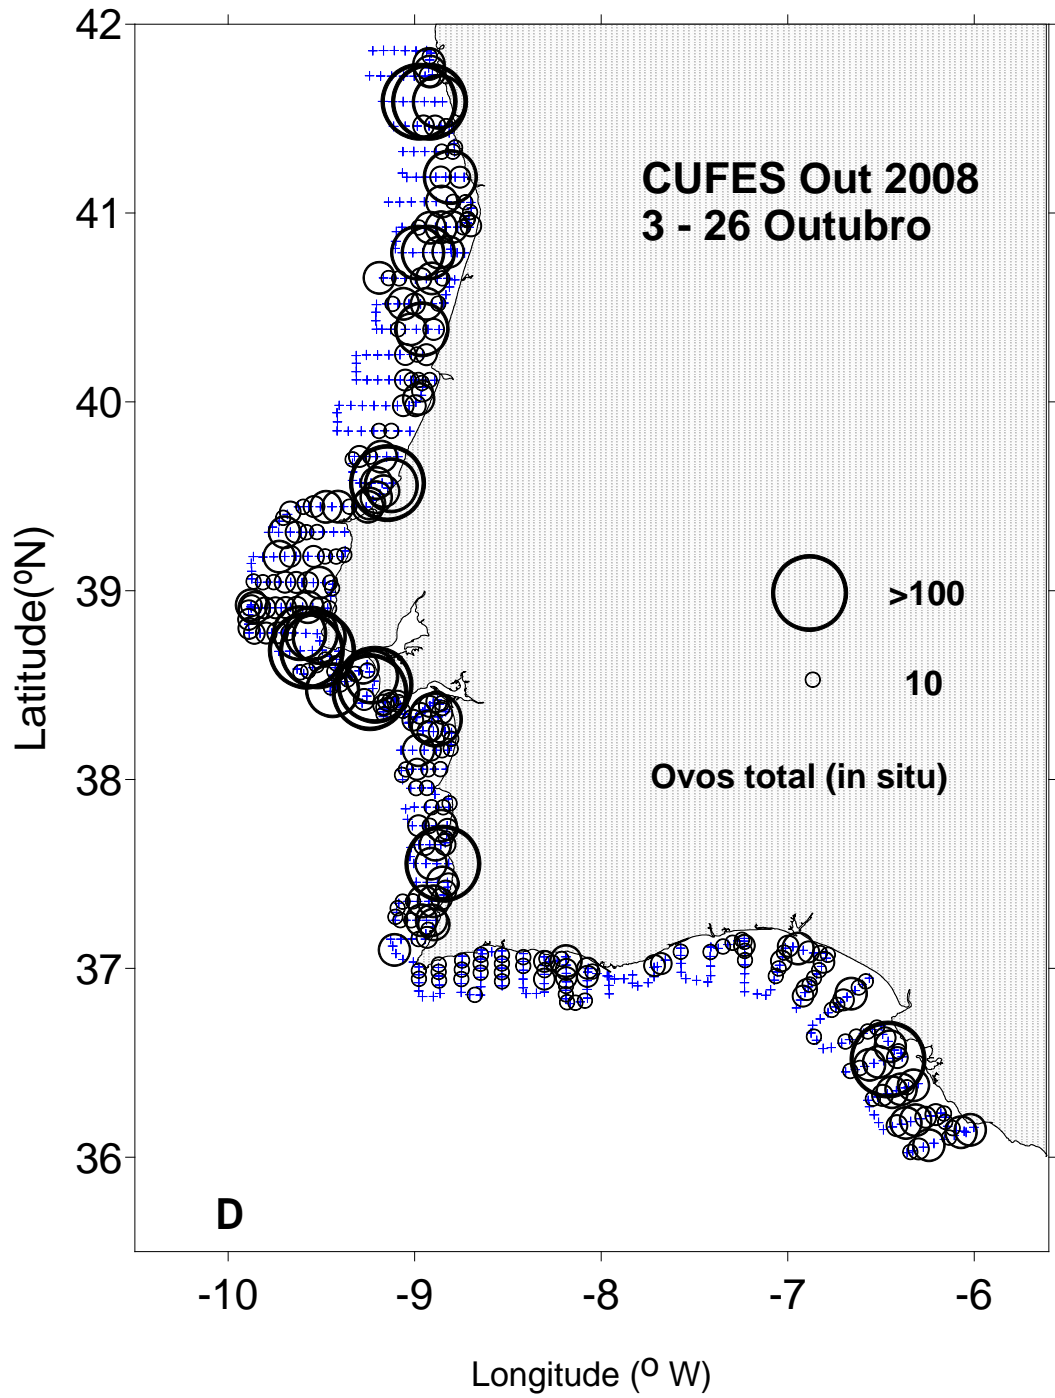 42
41
40
39
38
37
36
Latitude(ºN)
CUFES Out 2008
3 - 26 Outubro
>100
10
Ovos total (in situ)
D
-10 -9 -8 -7 -6
Longitude (º W)